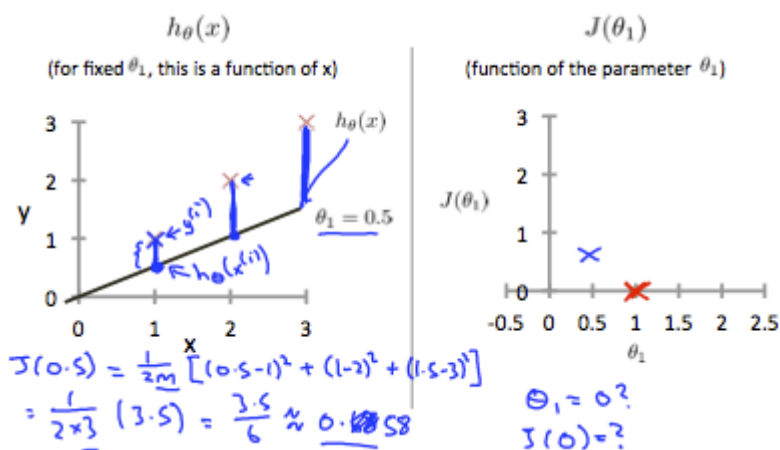 h_θ(x)
(for fixed θ₁, this is a function of x)
3
2
1
0
y
0 1 2 3
x
h_θ(x)
θ₁ = 0.5
y⁽ⁱ⁾
h_θ(x⁽ⁱ⁾)
J(0.5) = 1/2m [(0.5-1)² + (1-2)² + (1.5-3)²]
= 1/2×3 (3.5) = 3.5/6 ≈ 0.58
J(θ₁)
(function of the parameter θ₁)
3
2
1
0
J(θ₁)
-0.5 0 0.5 1 1.5 2 2.5
θ₁
θ₁ = 0?
J(0) = ?